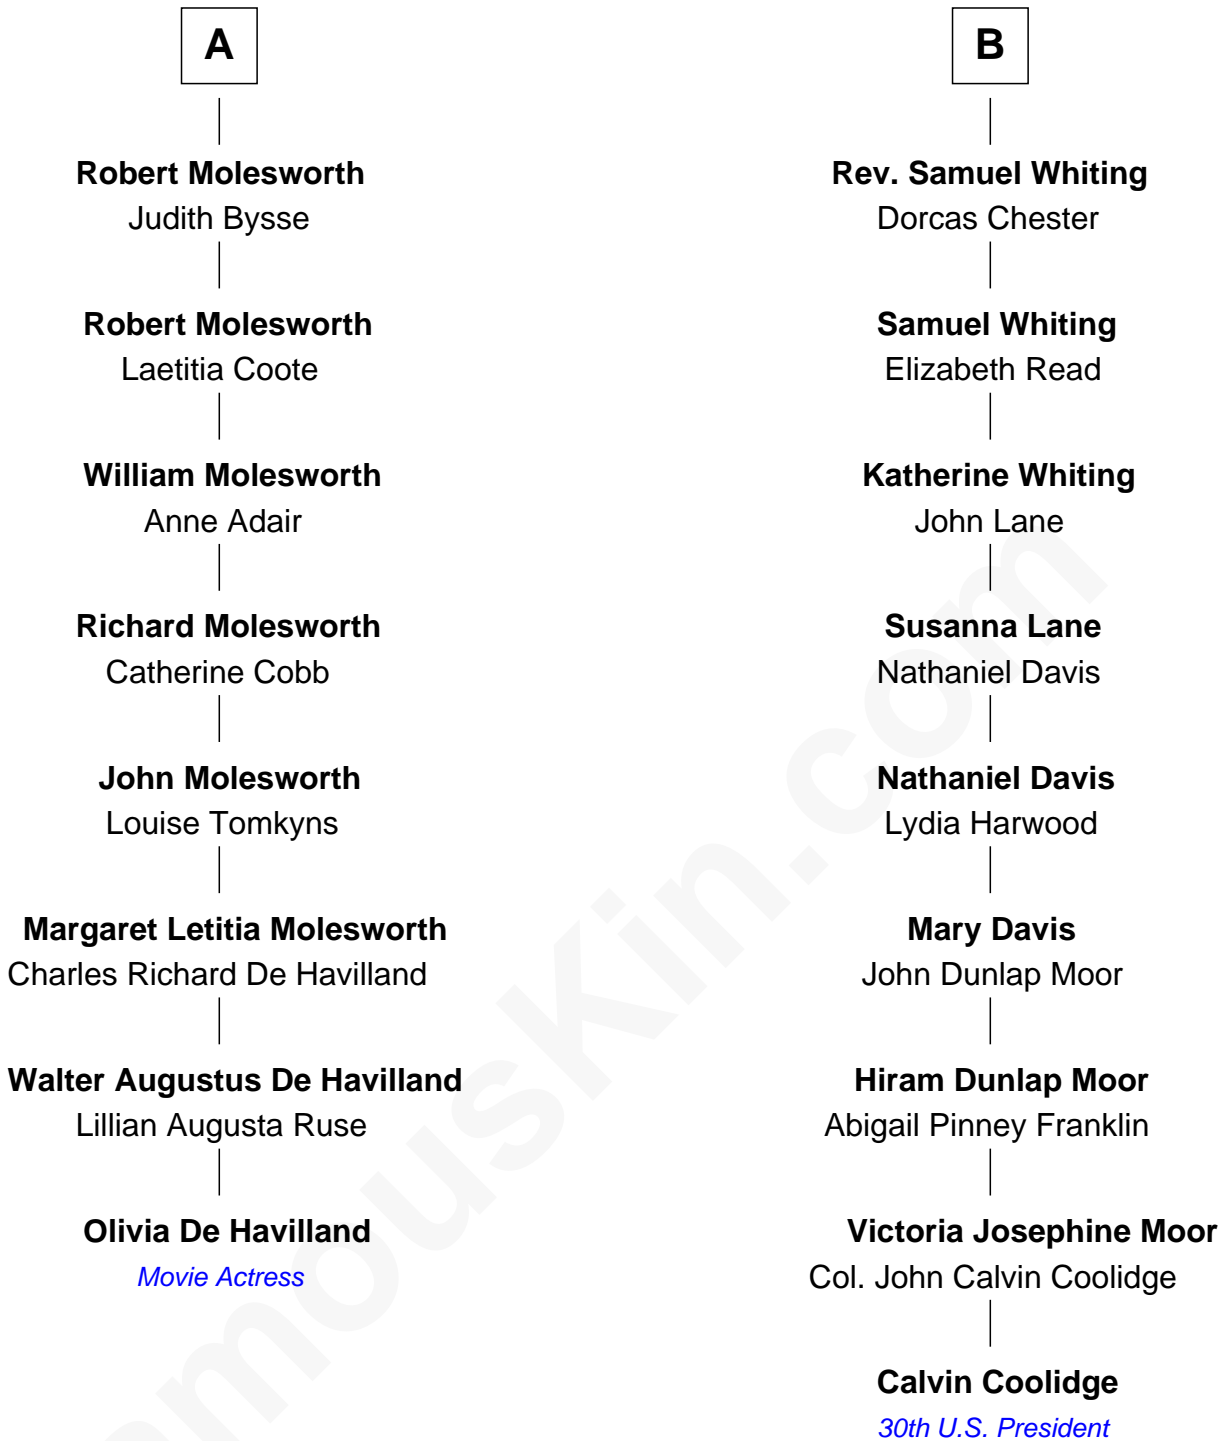 A
Robert Molesworth
Judith Bysse
Robert Molesworth
Laetitia Coote
William Molesworth
Anne Adair
Richard Molesworth
Catherine Cobb
John Molesworth
Louise Tomkyns
Margaret Letitia Molesworth
Charles Richard De Havilland
Walter Augustus De Havilland
Lillian Augusta Ruse
Olivia De Havilland
Movie Actress
B
Rev. Samuel Whiting
Dorcas Chester
Samuel Whiting
Elizabeth Read
Katherine Whiting
John Lane
Susanna Lane
Nathaniel Davis
Nathaniel Davis
Lydia Harwood
Mary Davis
John Dunlap Moor
Hiram Dunlap Moor
Abigail Pinney Franklin
Victoria Josephine Moor
Col. John Calvin Coolidge
Calvin Coolidge
30th U.S. President
amousKin.com